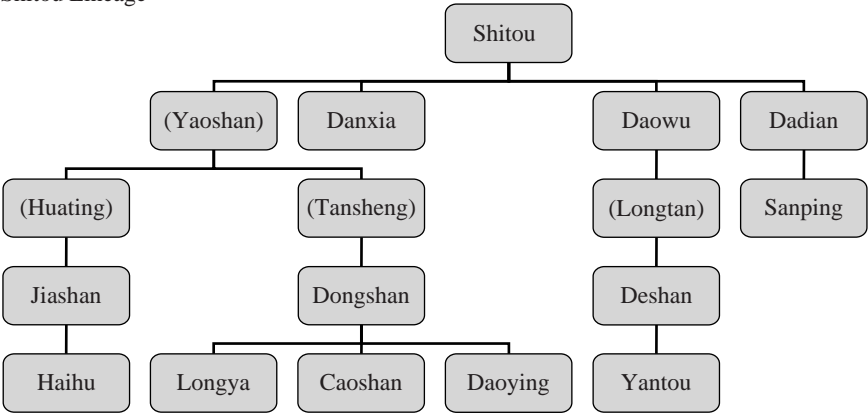 Shitou Lineage
Shitou
(Yaoshan)
Danxia
Daowu
Dadian
(Huating)
(Tansheng)
(Longtan)
Sanping
Jiashan
Dongshan
Deshan
Haihu
Longya
Caoshan
Daoying
Yantou